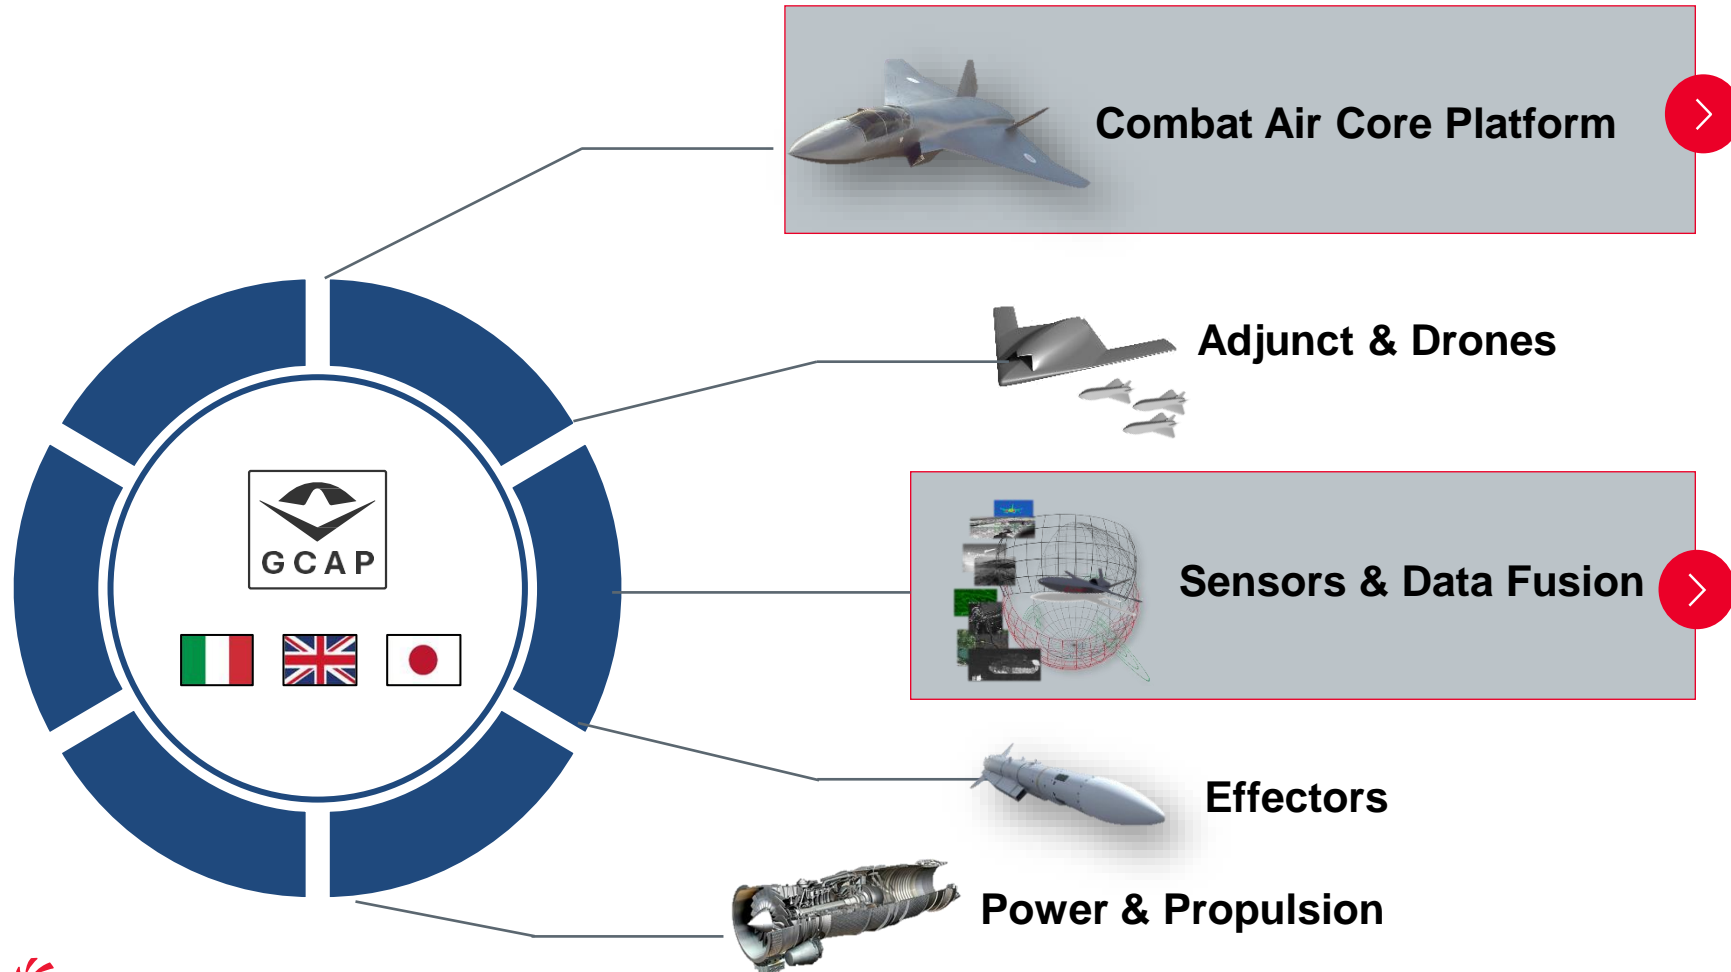 Combat Air Core Platform
Adjunct & Drones
GCAP
Sensors & Data Fusion
Effectors
Power & Propulsion